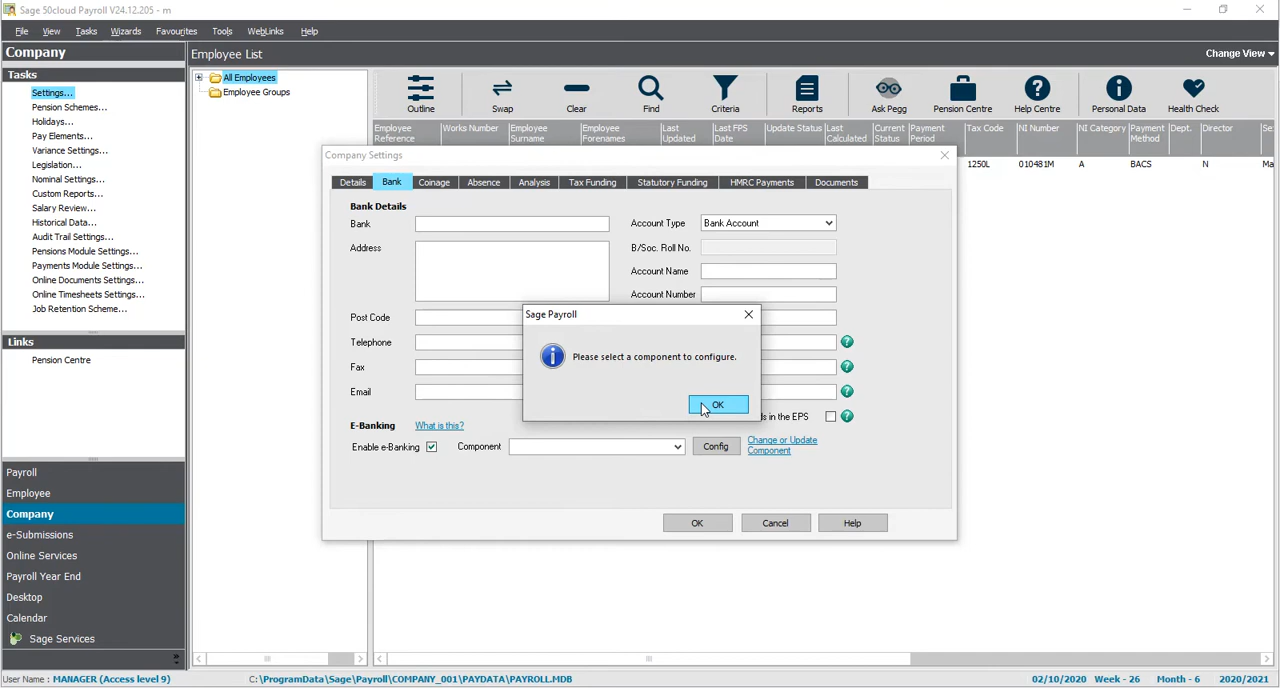 Sage 50cloud Payroll V24.12.205 - m
File View Tasks Wizards Favourites Tools WebLinks Help
Company
Employee List
Change View
Tasks
Settings...
Pension Schemes...
Holidays...
Pay Elements...
Variance Settings...
Legislation...
Nominal Settings...
Custom Reports...
Salary Review...
Historical Data...
Audit Trail Settings...
Pensions Module Settings...
Payments Module Settings...
Online Documents Settings...
Online Timesheets Settings...
Job Retention Scheme...
Links
Pension Centre
Payroll
Employee
Company
e-Submissions
Online Services
Payroll Year End
Desktop
Calendar
Sage Services
All Employees
Employee Groups
Outline Swap Clear Find Criteria Reports Ask Pegg Pension Centre Help Centre Personal Data Health Check
Employee Reference Works Number Employee Surname Employee Forenames Last Updated Last FPS Date Update Status Last Calculated Current Status Payment Period Tax Code NI Number NI Category Payment Method Dept. Director Se
1250L 010481M A BACS N Ma
Company Settings
Details Bank Coinage Absence Analysis Tax Funding Statutory Funding HMRC Payments Documents
Bank Details
Bank
Account Type Bank Account
Address
B/Soc. Roll No.
Account Name
Account Number
Post Code
Telephone
Fax
Email
Sage Payroll
Please select a component to configure.
OK
ds in the EPS
E-Banking What is this?
Enable e-Banking Component Config Change or Update Component
OK Cancel Help
User Name : MANAGER (Access level 9) C:\ProgramData\Sage\Payroll\COMPANY_001\PAYDATA\PAYROLL.MDB 02/10/2020 Week - 26 Month - 6 2020/2021